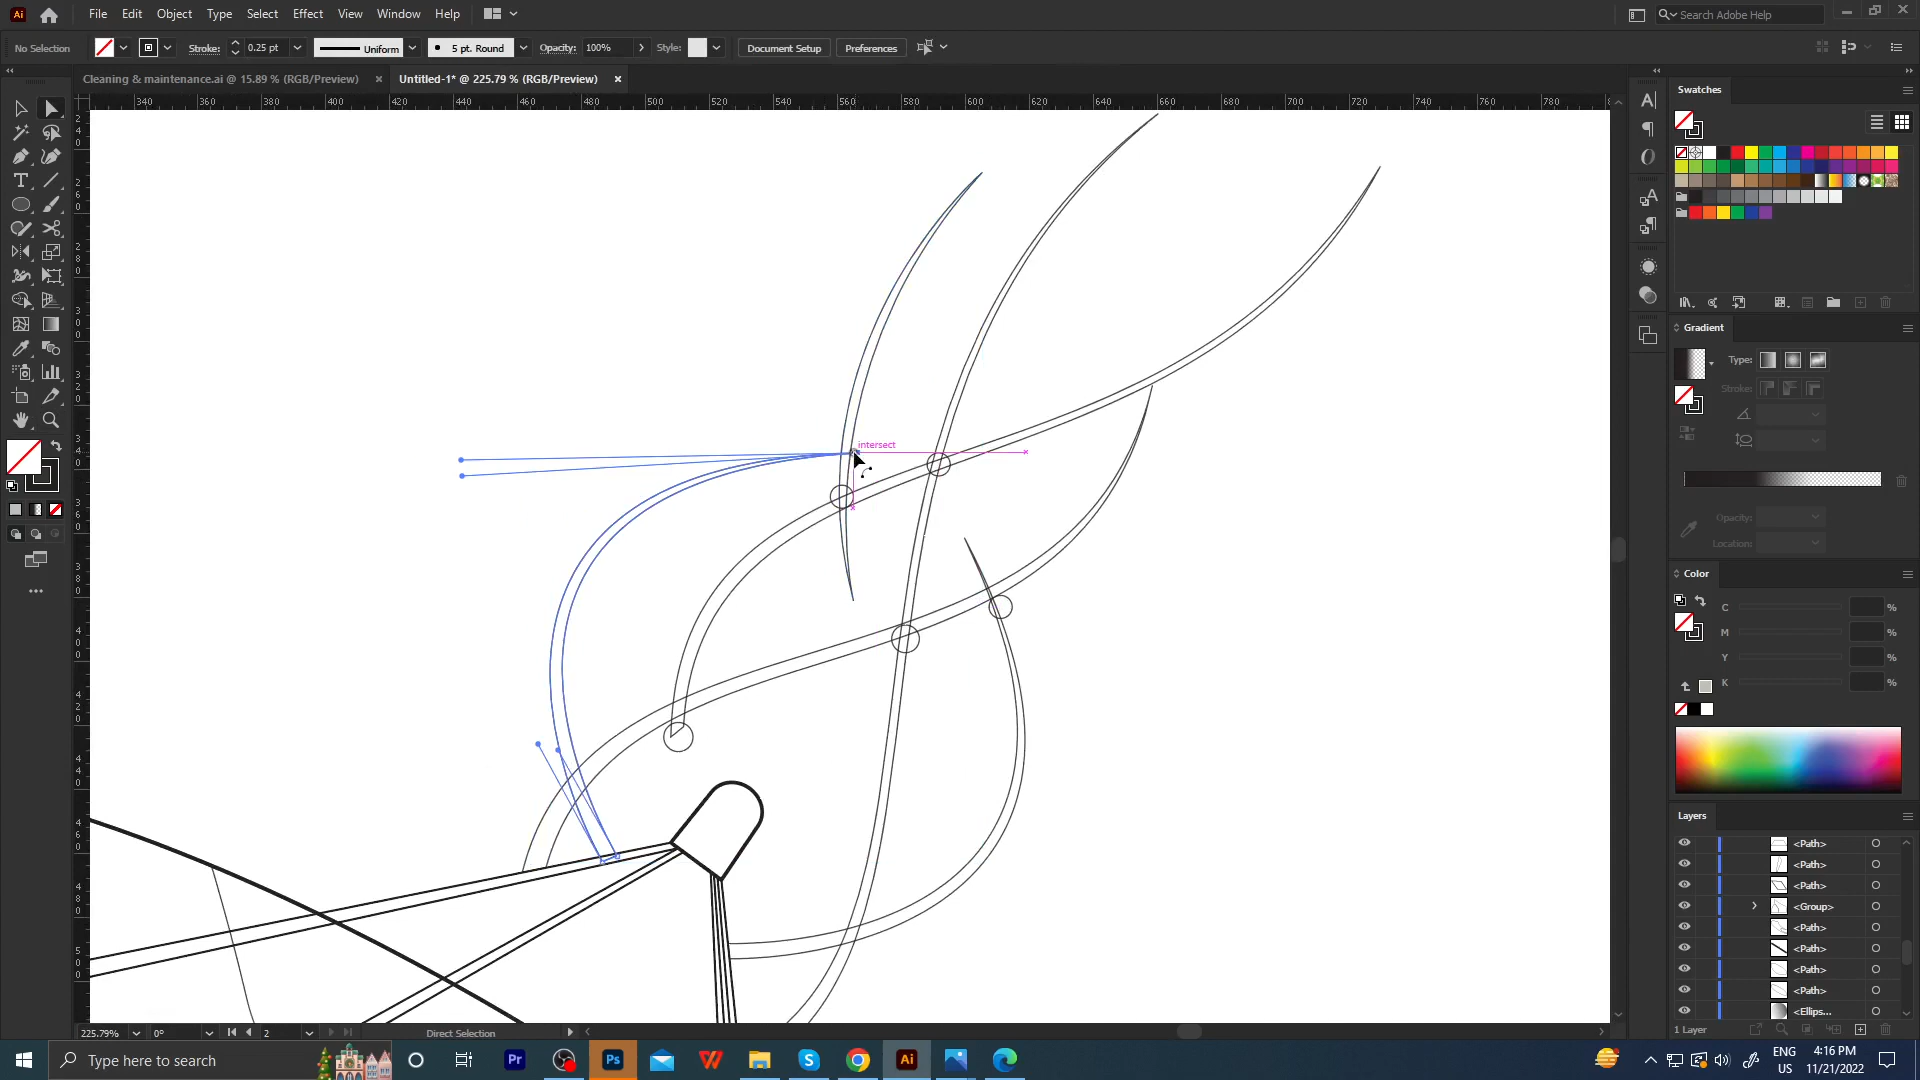 File Edit Object Type Select Effect View Window Help
Search Adobe Help
No Selection Stroke: 0.25 pt Uniform 5 pt. Round Opacity: 100% Style: Document Setup Preferences
Cleaning & maintenance.ai @ 15.89 % (RGB/Preview) × Untitled-1* @ 225.79 % (RGB/Preview) ×
340 360 380 400 420 440 460 480 500 520 540 560 580 600 620 640 660 680 700 720 740 760 780
intersect
Swatches
Gradient
Type:
Stroke:
Opacity:
Location:
Color
C %
M %
Y %
K %
Layers
<Path>
<Path>
<Path>
<Group>
<Path>
<Path>
<Path>
<Path>
<Ellips...
1 Layer
225.79% 0° 2 Direct Selection
Type here to search
ENG
US
4:16 PM
11/21/2022